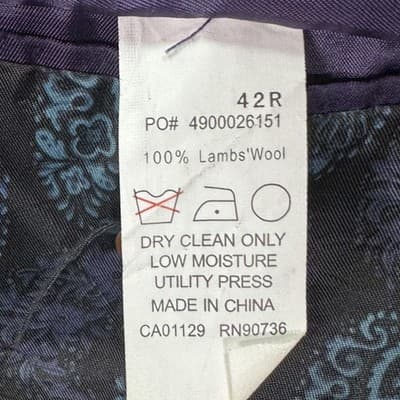 42R
PO# 4900026151
100% Lambs'Wool
DRY CLEAN ONLY
LOW MOISTURE
UTILITY PRESS
MADE IN CHINA
CA01129 RN90736